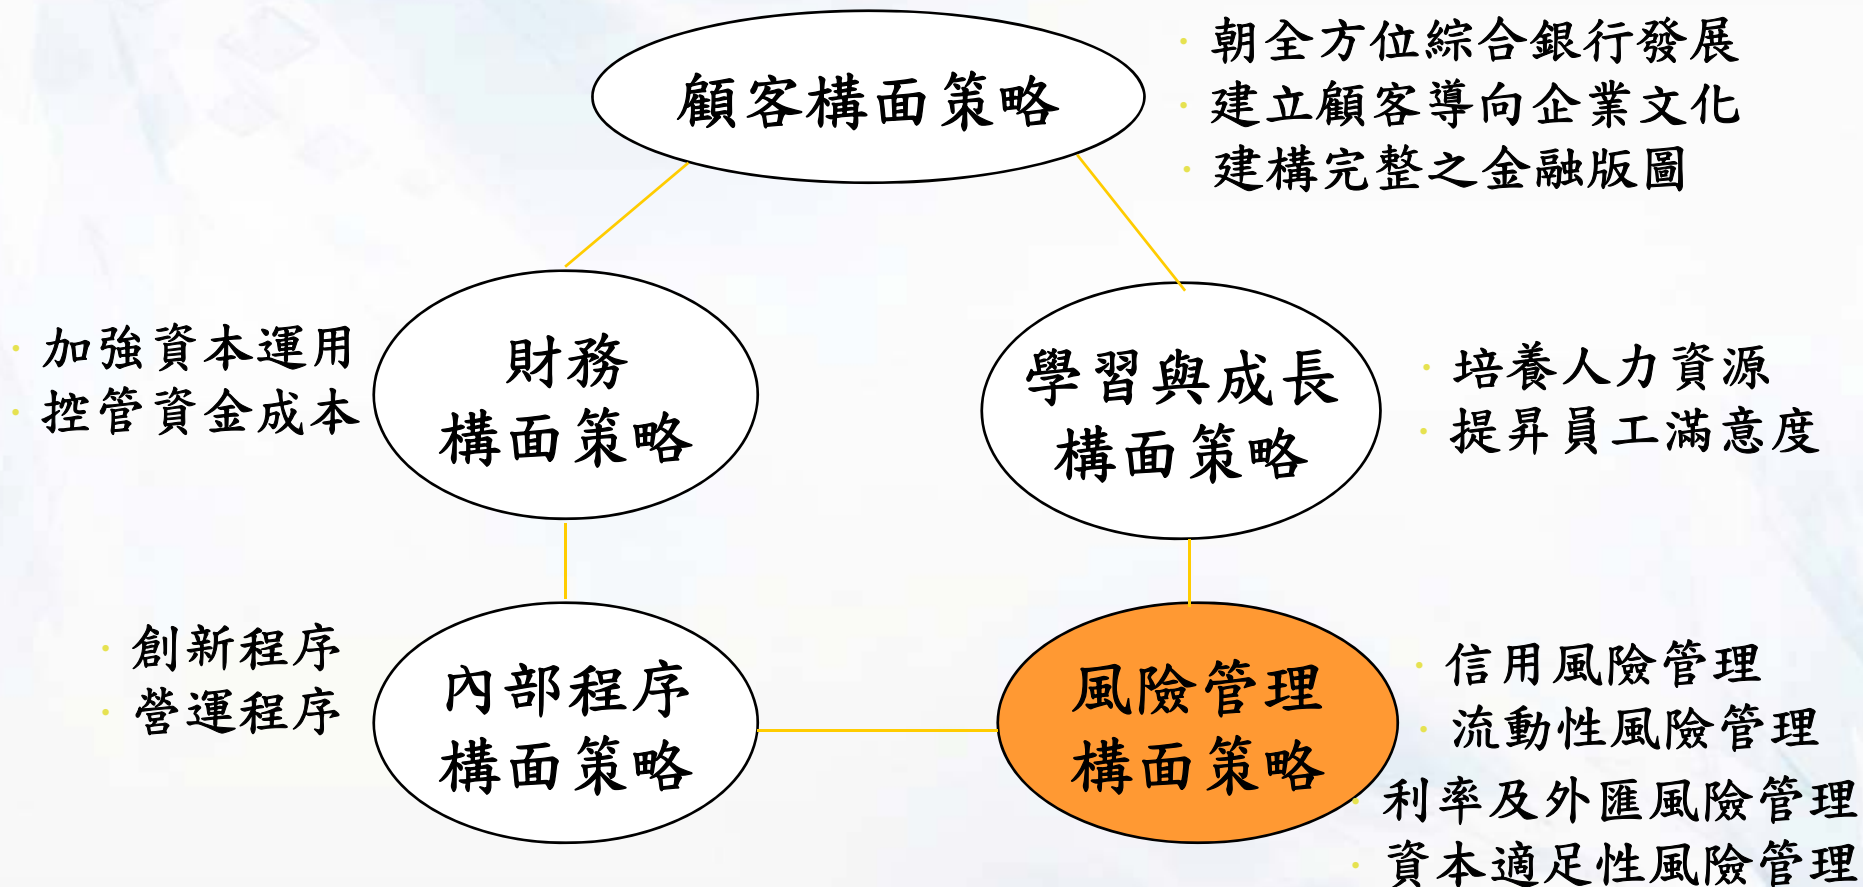 顧客構面策略
· 朝全方位綜合銀行發展
· 建立顧客導向企業文化
· 建構完整之金融版圖
· 加強資本運用
· 控管資金成本
財務
構面策略
學習與成長
構面策略
· 培養人力資源
· 提昇員工滿意度
· 創新程序
· 營運程序
內部程序
構面策略
風險管理
構面策略
· 信用風險管理
· 流動性風險管理
· 利率及外匯風險管理
· 資本適足性風險管理